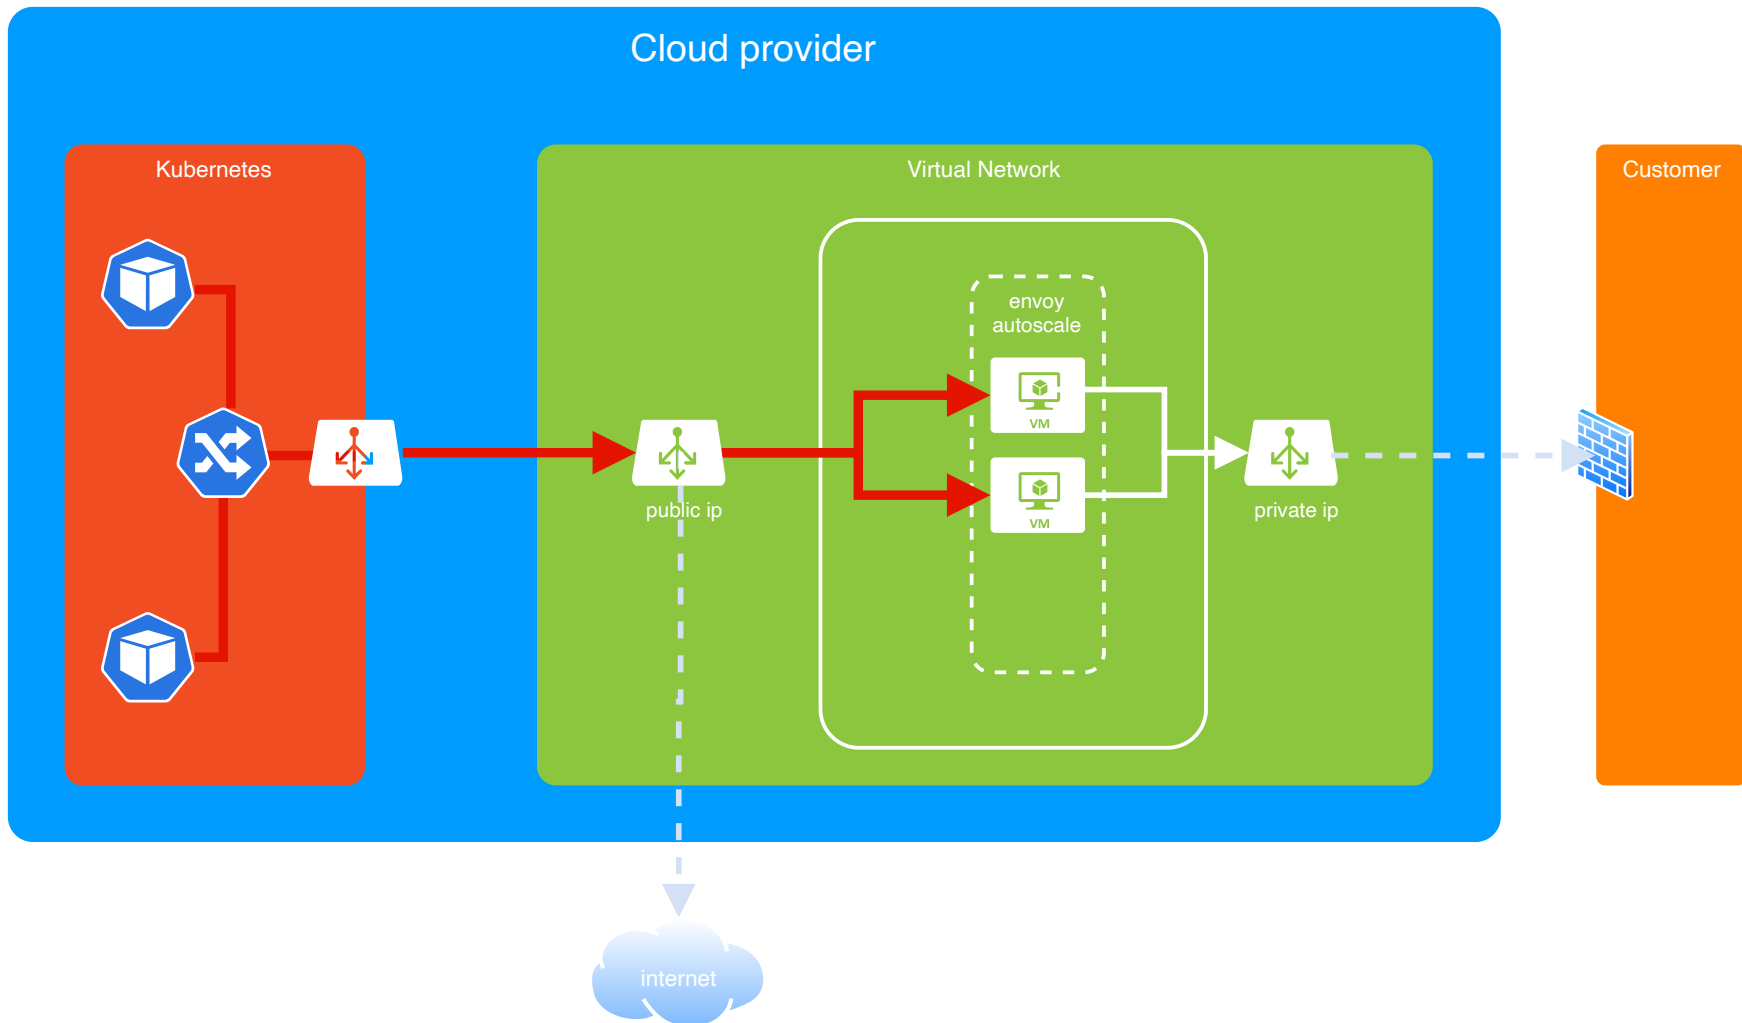 Cloud provider
Kubernetes
Virtual Network
Customer
envoy
autoscale
VM
VM
public ip
private ip
internet